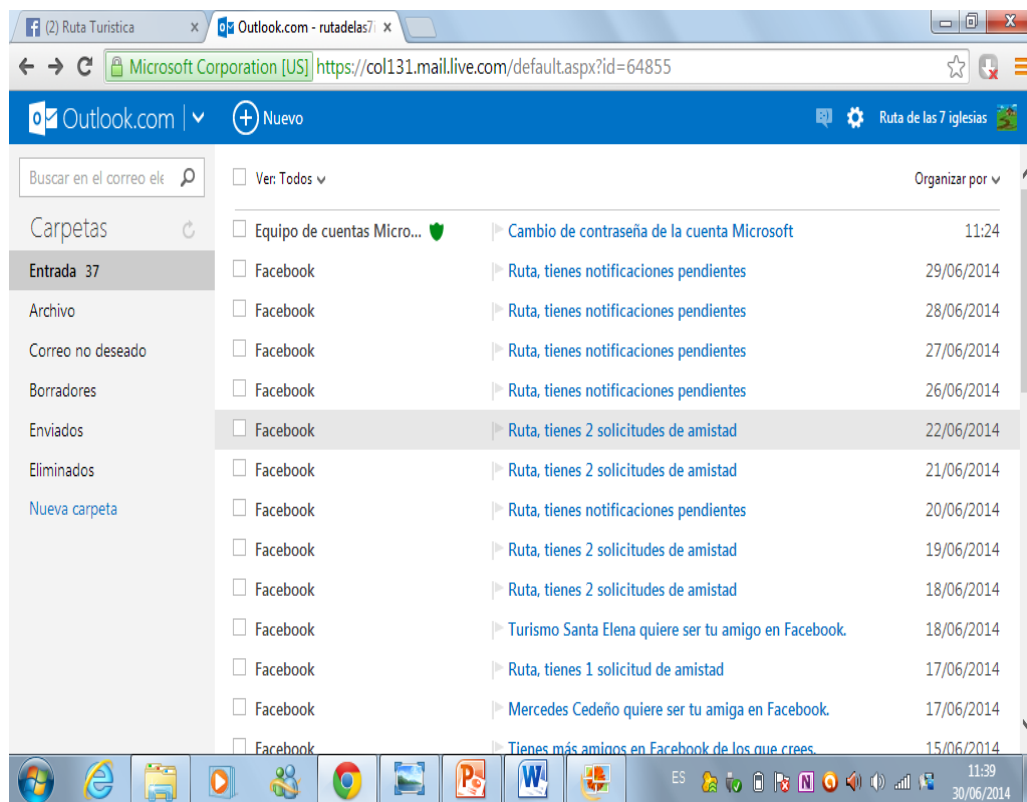 (2) Ruta Turistica x Outlook.com - rutadelas7i x
Microsoft Corporation [US] https://col131.mail.live.com/default.aspx?id=64855
Outlook.com Nuevo Ruta de las 7 iglesias
Buscar en el correo ele Ver: Todos Organizar por
Carpetas Equipo de cuentas Micro... Cambio de contraseña de la cuenta Microsoft 11:24
Entrada 37 Facebook Ruta, tienes notificaciones pendientes 29/06/2014
Archivo Facebook Ruta, tienes notificaciones pendientes 28/06/2014
Correo no deseado Facebook Ruta, tienes notificaciones pendientes 27/06/2014
Borradores Facebook Ruta, tienes notificaciones pendientes 26/06/2014
Enviados Facebook Ruta, tienes 2 solicitudes de amistad 22/06/2014
Eliminados Facebook Ruta, tienes 2 solicitudes de amistad 21/06/2014
Nueva carpeta Facebook Ruta, tienes notificaciones pendientes 20/06/2014
Facebook Ruta, tienes 2 solicitudes de amistad 19/06/2014
Facebook Ruta, tienes 2 solicitudes de amistad 18/06/2014
Facebook Turismo Santa Elena quiere ser tu amigo en Facebook. 18/06/2014
Facebook Ruta, tienes 1 solicitud de amistad 17/06/2014
Facebook Mercedes Cedeño quiere ser tu amiga en Facebook. 17/06/2014
Facebook Tienes más amigos en Facebook de los que crees. 15/06/2014
ES 11:39
30/06/2014